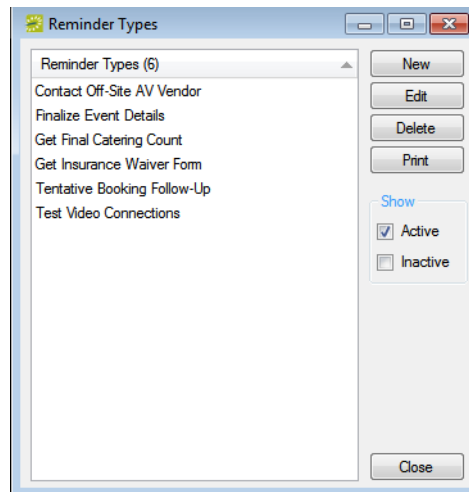 Reminder Types
Reminder Types (6)
Contact Off-Site AV Vendor
Finalize Event Details
Get Final Catering Count
Get Insurance Waiver Form
Tentative Booking Follow-Up
Test Video Connections
New
Edit
Delete
Print
Show
Active
Inactive
Close